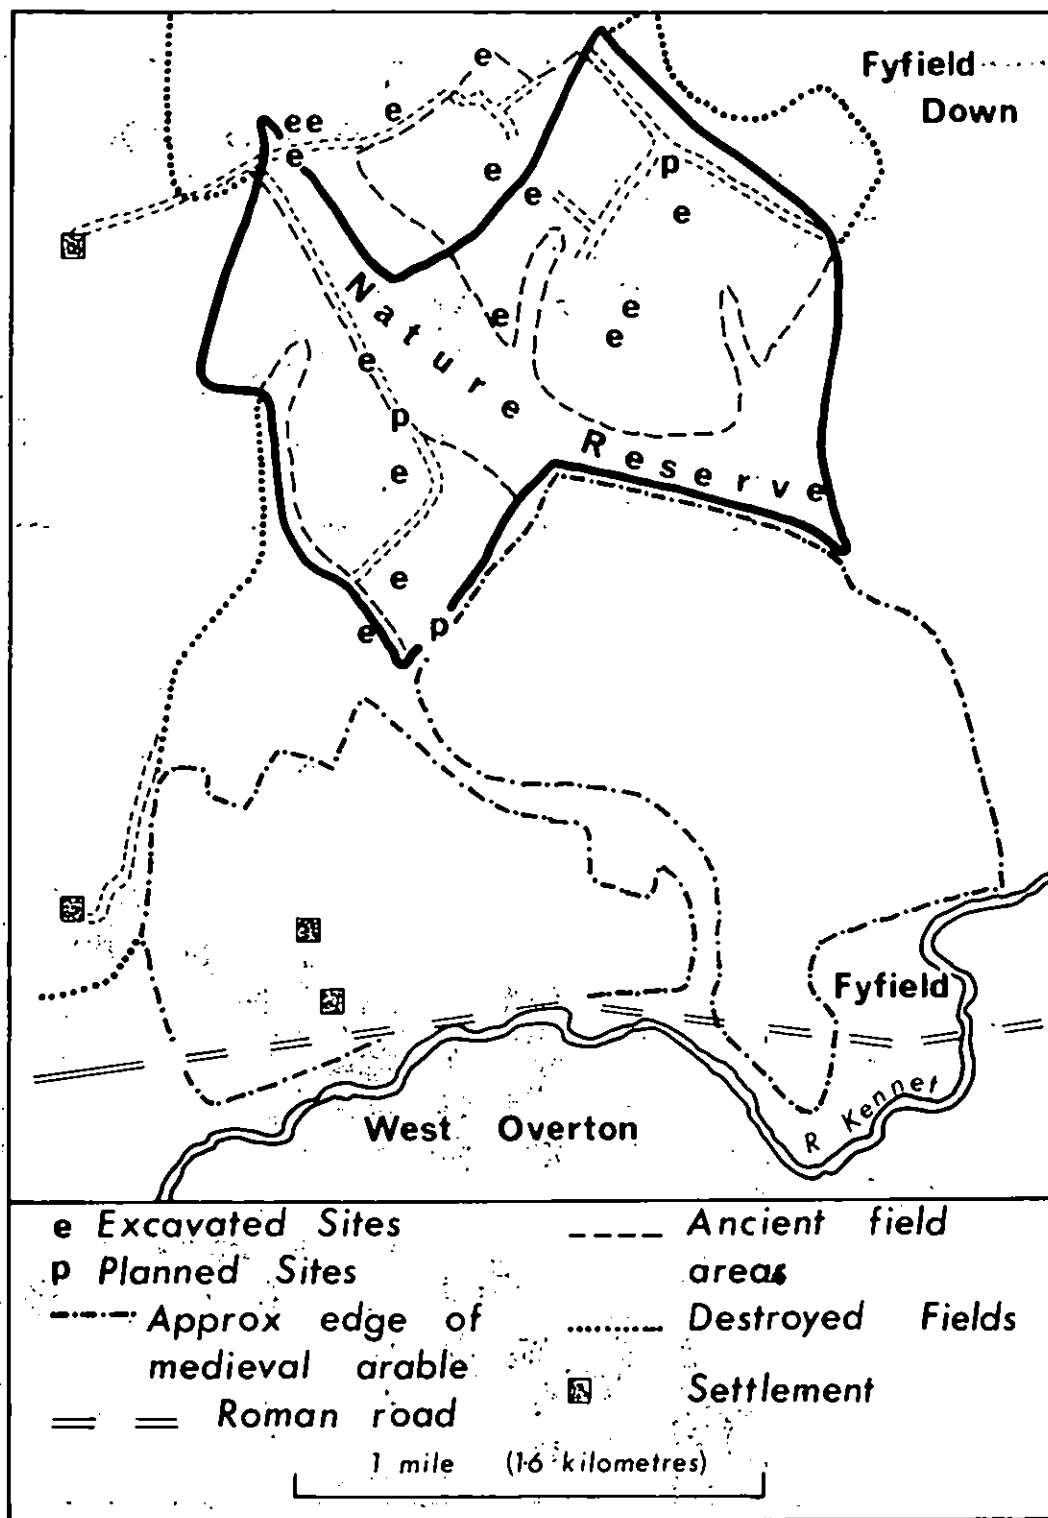 Fyfield
Down
e
e
e e
e
e
e
p
e
e
e
e
e
e
p
e
e
e
p
Nature
Reserve
Fyfield
R Kennet
West Overton
e Excavated Sites
p Planned Sites
Approx edge of
medieval arable
Roman road
Ancient field
areas
Destroyed Fields
Settlement
1 mile (1·6 kilometres)